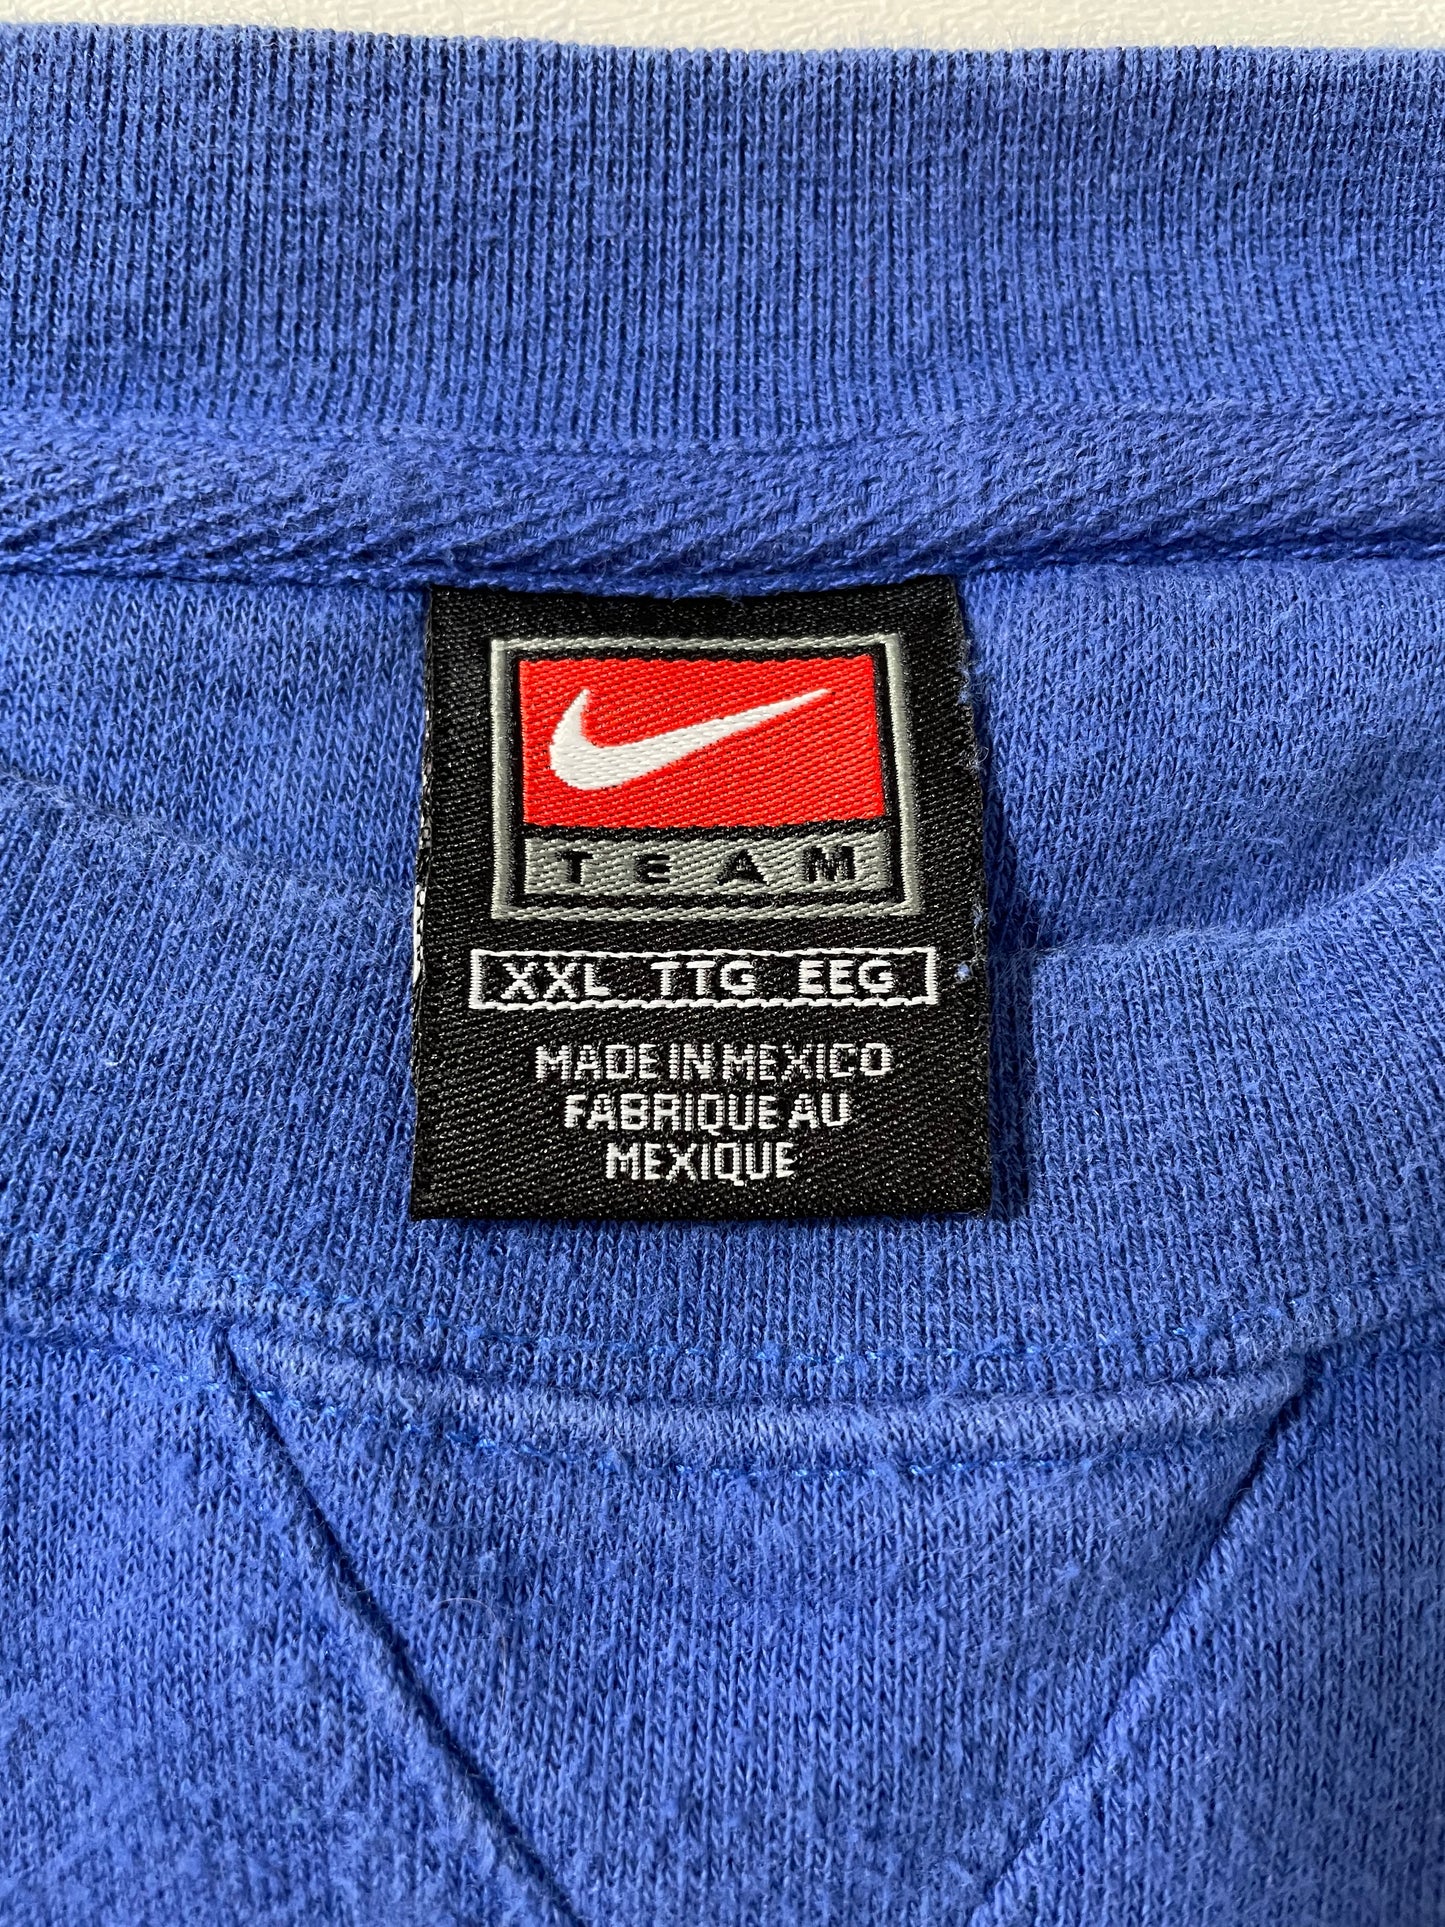 TEAM
XXL TTG EEG
MADE IN MEXICO
FABRIQUE AU
MEXIQUE